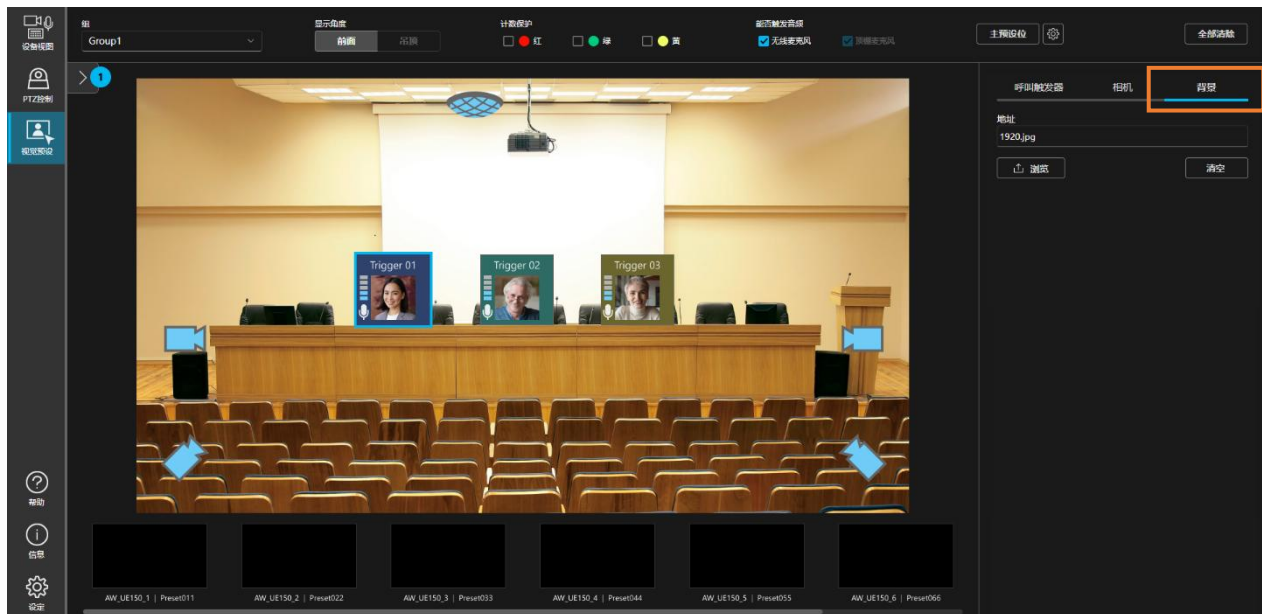 设备视图
PTZ控制
视觉预设
帮助
信息
设定
组
Group1
显示角度
前面
吊顶
计数保护
红
绿
黄
能否触发音频
无线麦克风
顶棚麦克风
主预设位
全部清除
1
Trigger 01
Trigger 02
Trigger 03
呼叫触发器
相机
背景
地址
1920.jpg
浏览
清空
AW_UE150_1 | Preset011
AW_UE150_2 | Preset022
AW_UE150_3 | Preset033
AW_UE150_4 | Preset044
AW_UE150_5 | Preset055
AW_UE150_6 | Preset066